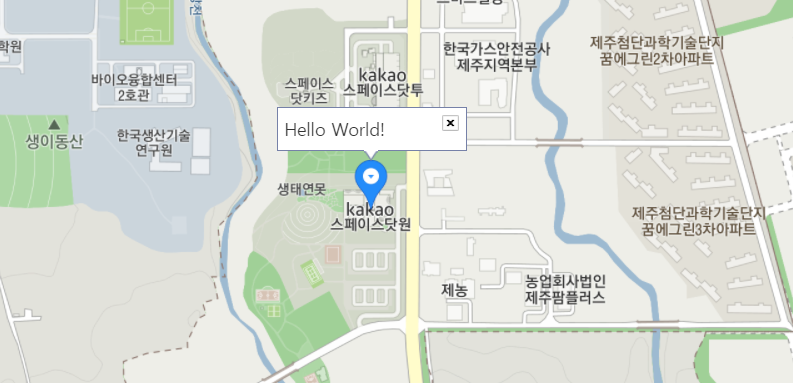 한국가스안전공사
제주지역본부
제주첨단과학기술단지
꿈에그린2차아파트
학원
바이오융합센터
2호관
스페이스
닷키즈
kakao
스페이스닷투
Hello World!
생이동산
한국생산기술
연구원
생태연못
kakao
스페이스닷원
제주첨단과학기술단지
꿈에그린3차아파트
제농
농업회사법인
제주팜플러스